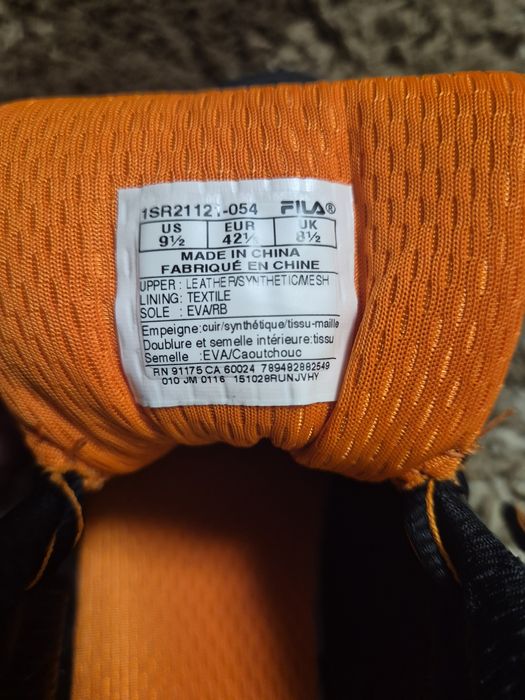 1SR21121-054 FILA®
US EUR UK
9½ 42½ 8½
MADE IN CHINA
FABRIQUÉ EN CHINE
UPPER : LEATHER/SYNTHETIC/MESH
LINING: TEXTILE
SOLE : EVA/RB
Empeigne:cuir/synthétique/tissu-maille
Doublure et semelle intérieure:tissu
Semelle :EVA/Caoutchouc
RN 91175 CA 60024 789482882549
010 JM 0116 151028RUNJVHY